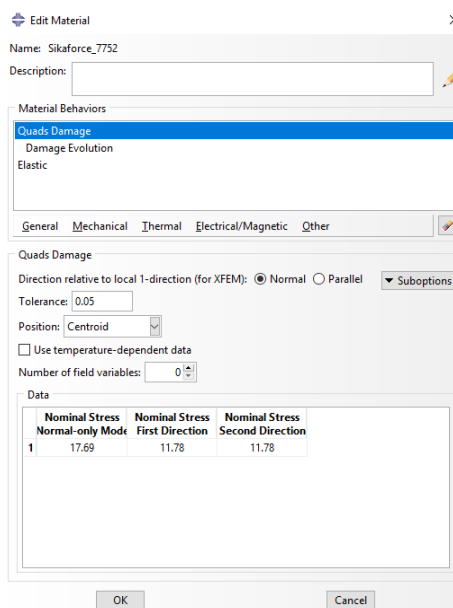 Edit Material
Name: Sikaforce_7752
Description:
Material Behaviors
Quads Damage
Damage Evolution
Elastic
General Mechanical Thermal Electrical/Magnetic Other
Quads Damage
Direction relative to local 1-direction (for XFEM): Normal Parallel Suboptions
Tolerance: 0.05
Position: Centroid
Use temperature-dependent data
Number of field variables: 0
Data
Nominal Stress Nominal Stress Nominal Stress
Normal-only Mode First Direction Second Direction
1 17.69 11.78 11.78
OK Cancel